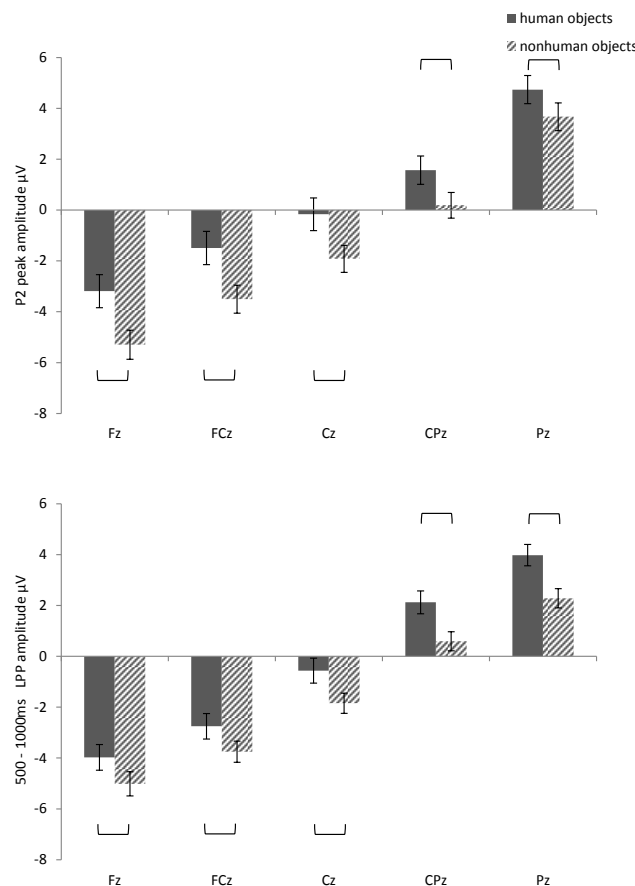 human objects
nonhuman objects
6
4
2
0
-2
-4
-6
-8
P2 peak amplitude µV
Fz FCz Cz CPz Pz
6
4
2
0
-2
-4
-6
-8
500 - 1000ms LPP amplitude µV
Fz FCz Cz CPz Pz